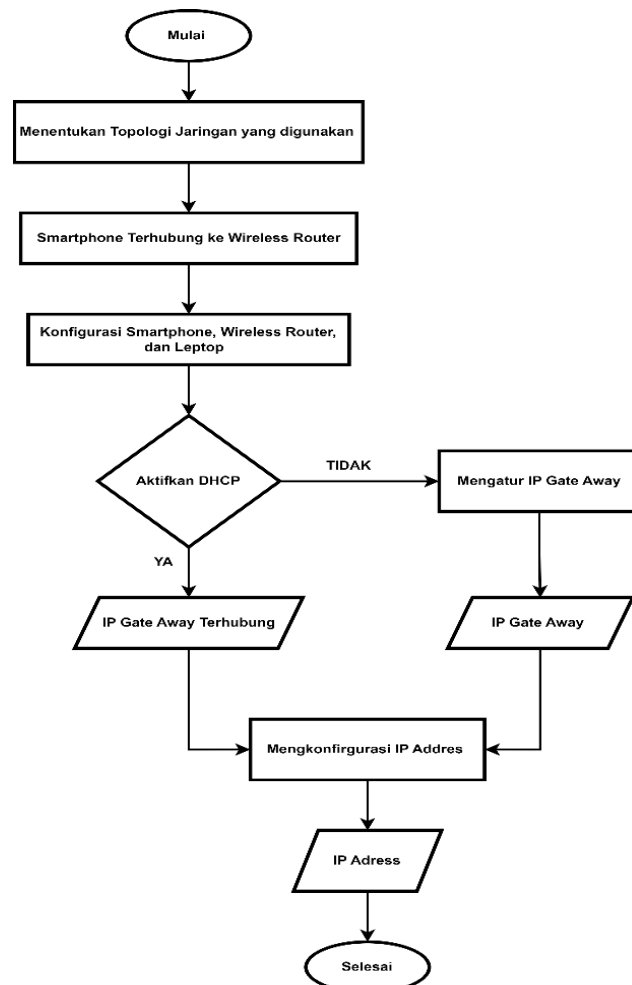 Mulai
Menentukan Topologi Jaringan yang digunakan
Smartphone Terhubung ke Wireless Router
Konfigurasi Smartphone, Wireless Router,
dan Leptop
Aktifkan DHCP
TIDAK
Mengatur IP Gate Away
YA
IP Gate Away Terhubung
IP Gate Away
Mengkonfirgurasi IP Addres
IP Adress
Selesai